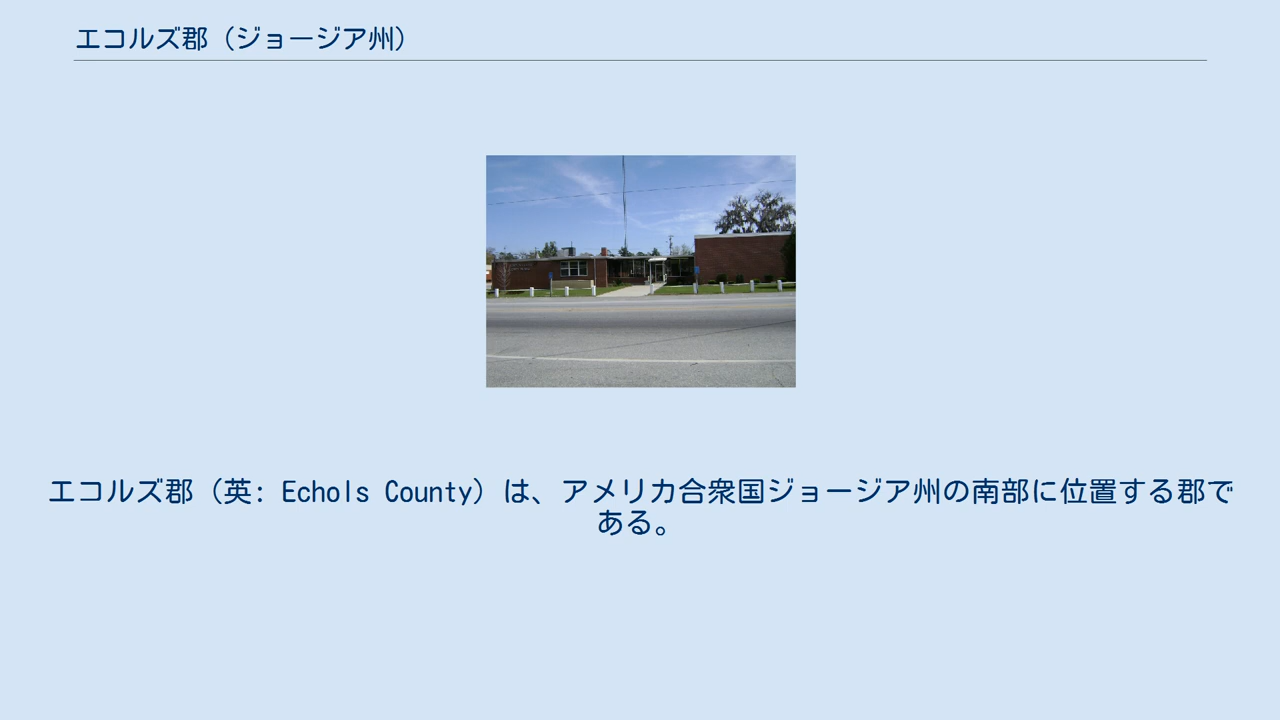 エコルズ郡（ジョージア州）
エコルズ郡（英: Echols County）は、アメリカ合衆国ジョージア州の南部に位置する郡で
ある。